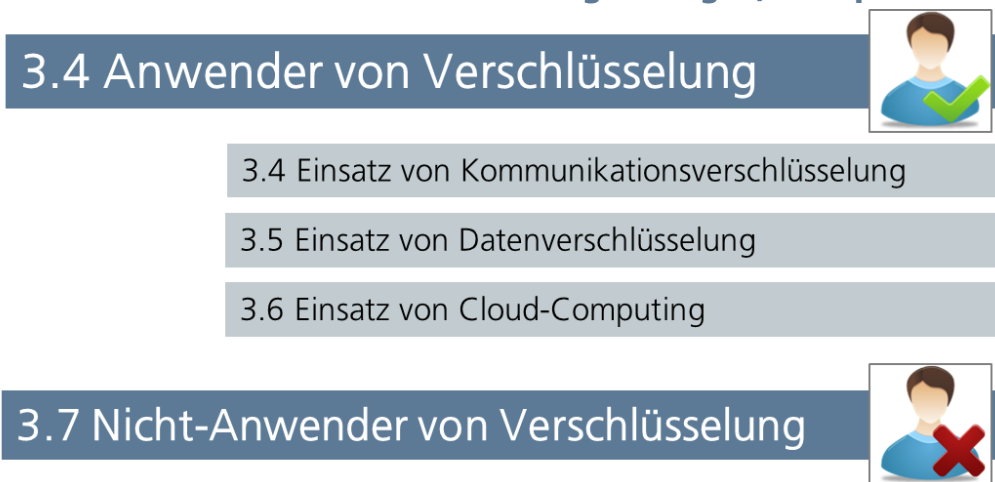 3.4 Anwender von Verschlüsselung
3.4 Einsatz von Kommunikationsverschlüsselung
3.5 Einsatz von Datenverschlüsselung
3.6 Einsatz von Cloud-Computing
3.7 Nicht-Anwender von Verschlüsselung